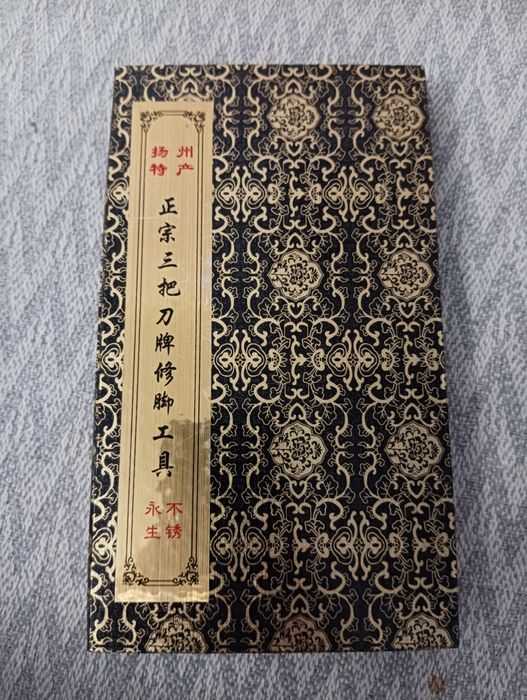 扬州
特产
正宗三把刀牌修脚工具
永不
生锈